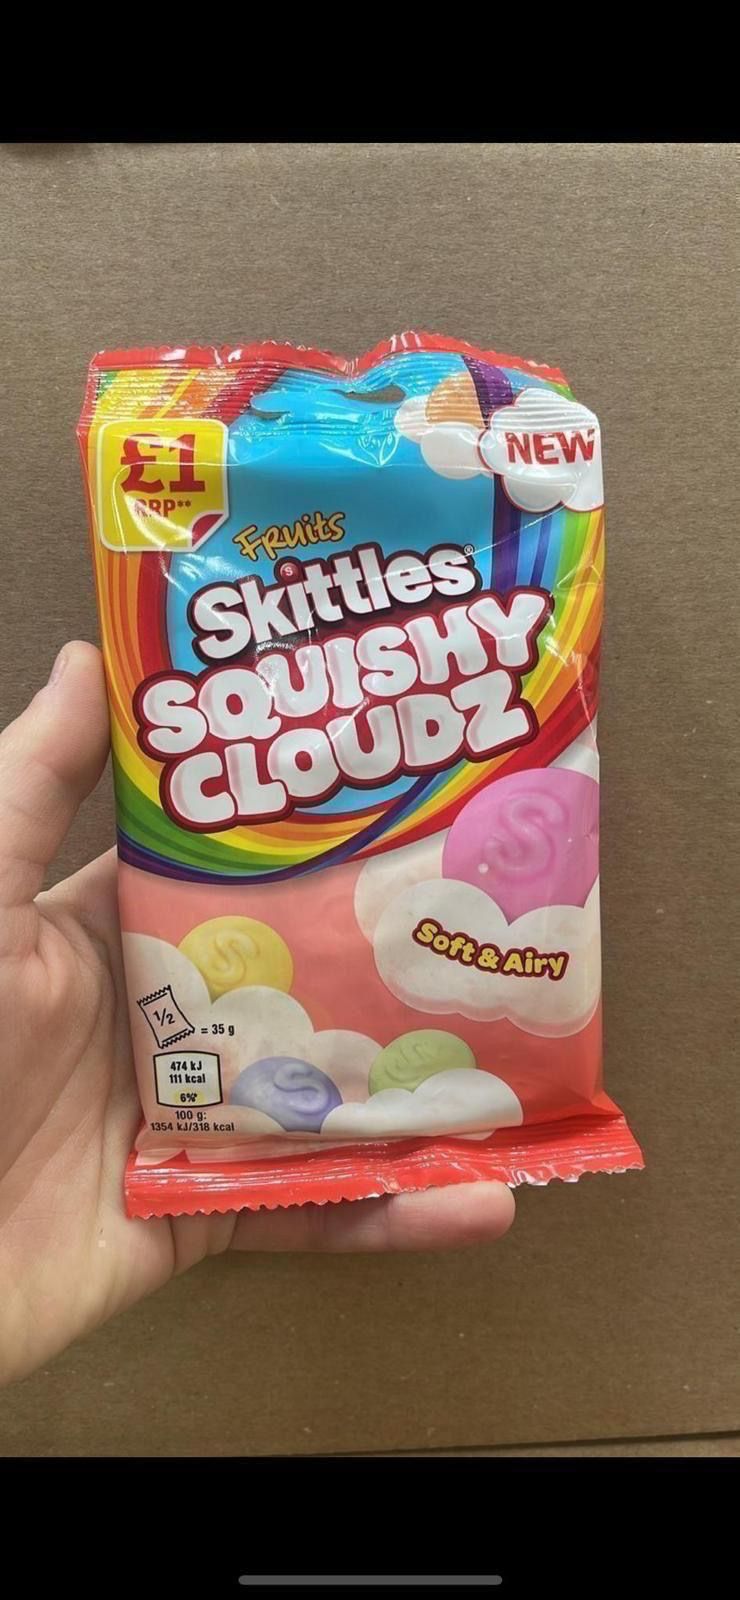 £1
RRP**
NEW
Fruits
Skittles®
SQUISHY
CLOUDZ
Soft & Airy
1/2
= 35 g
474 kJ
111 kcal
6%*
100 g:
1354 kJ/318 kcal